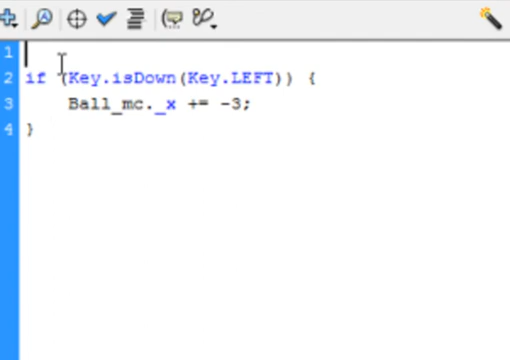 1
2 if (Key.isDown(Key.LEFT)) {
3 Ball_mc._x += -3;
4 }